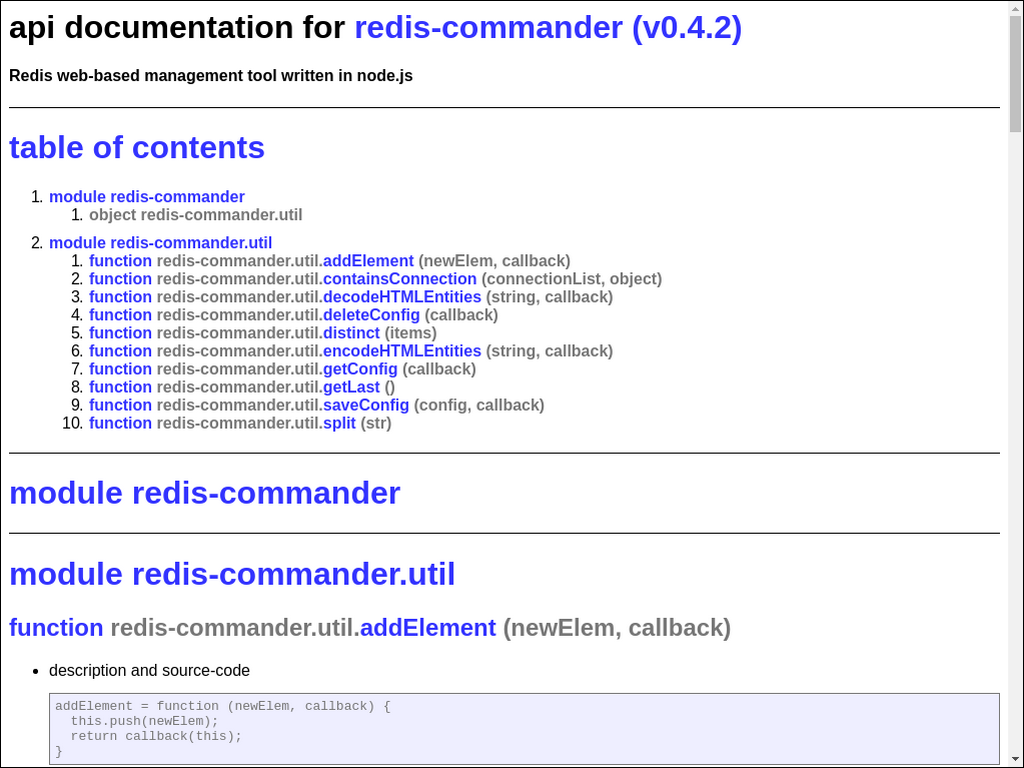 api documentation for redis-commander (v0.4.2)
Redis web-based management tool written in node.js
table of contents
1. module redis-commander
1. object redis-commander.util
2. module redis-commander.util
1. function redis-commander.util.addElement (newElem, callback)
2. function redis-commander.util.containsConnection (connectionList, object)
3. function redis-commander.util.decodeHTMLEntities (string, callback)
4. function redis-commander.util.deleteConfig (callback)
5. function redis-commander.util.distinct (items)
6. function redis-commander.util.encodeHTMLEntities (string, callback)
7. function redis-commander.util.getConfig (callback)
8. function redis-commander.util.getLast ()
9. function redis-commander.util.saveConfig (config, callback)
10. function redis-commander.util.split (str)
module redis-commander
module redis-commander.util
function redis-commander.util.addElement (newElem, callback)
• description and source-code
addElement = function (newElem, callback) {
  this.push(newElem);
  return callback(this);
}